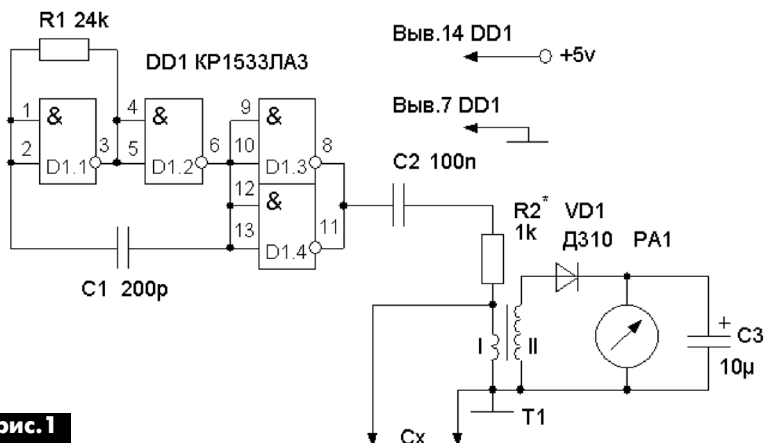 R1 24k
DD1 КР1533ЛА3
Выв.14 DD1
+5v
Выв.7 DD1
1
2
&
D1.1
3
4
5
&
D1.2
6
9
10
&
D1.3
8
12
13
&
D1.4
11
C1 200p
C2 100n
R2*
1k
VD1
Д310
PA1
I
II
T1
+
C3
10µ
Cx
рис.1